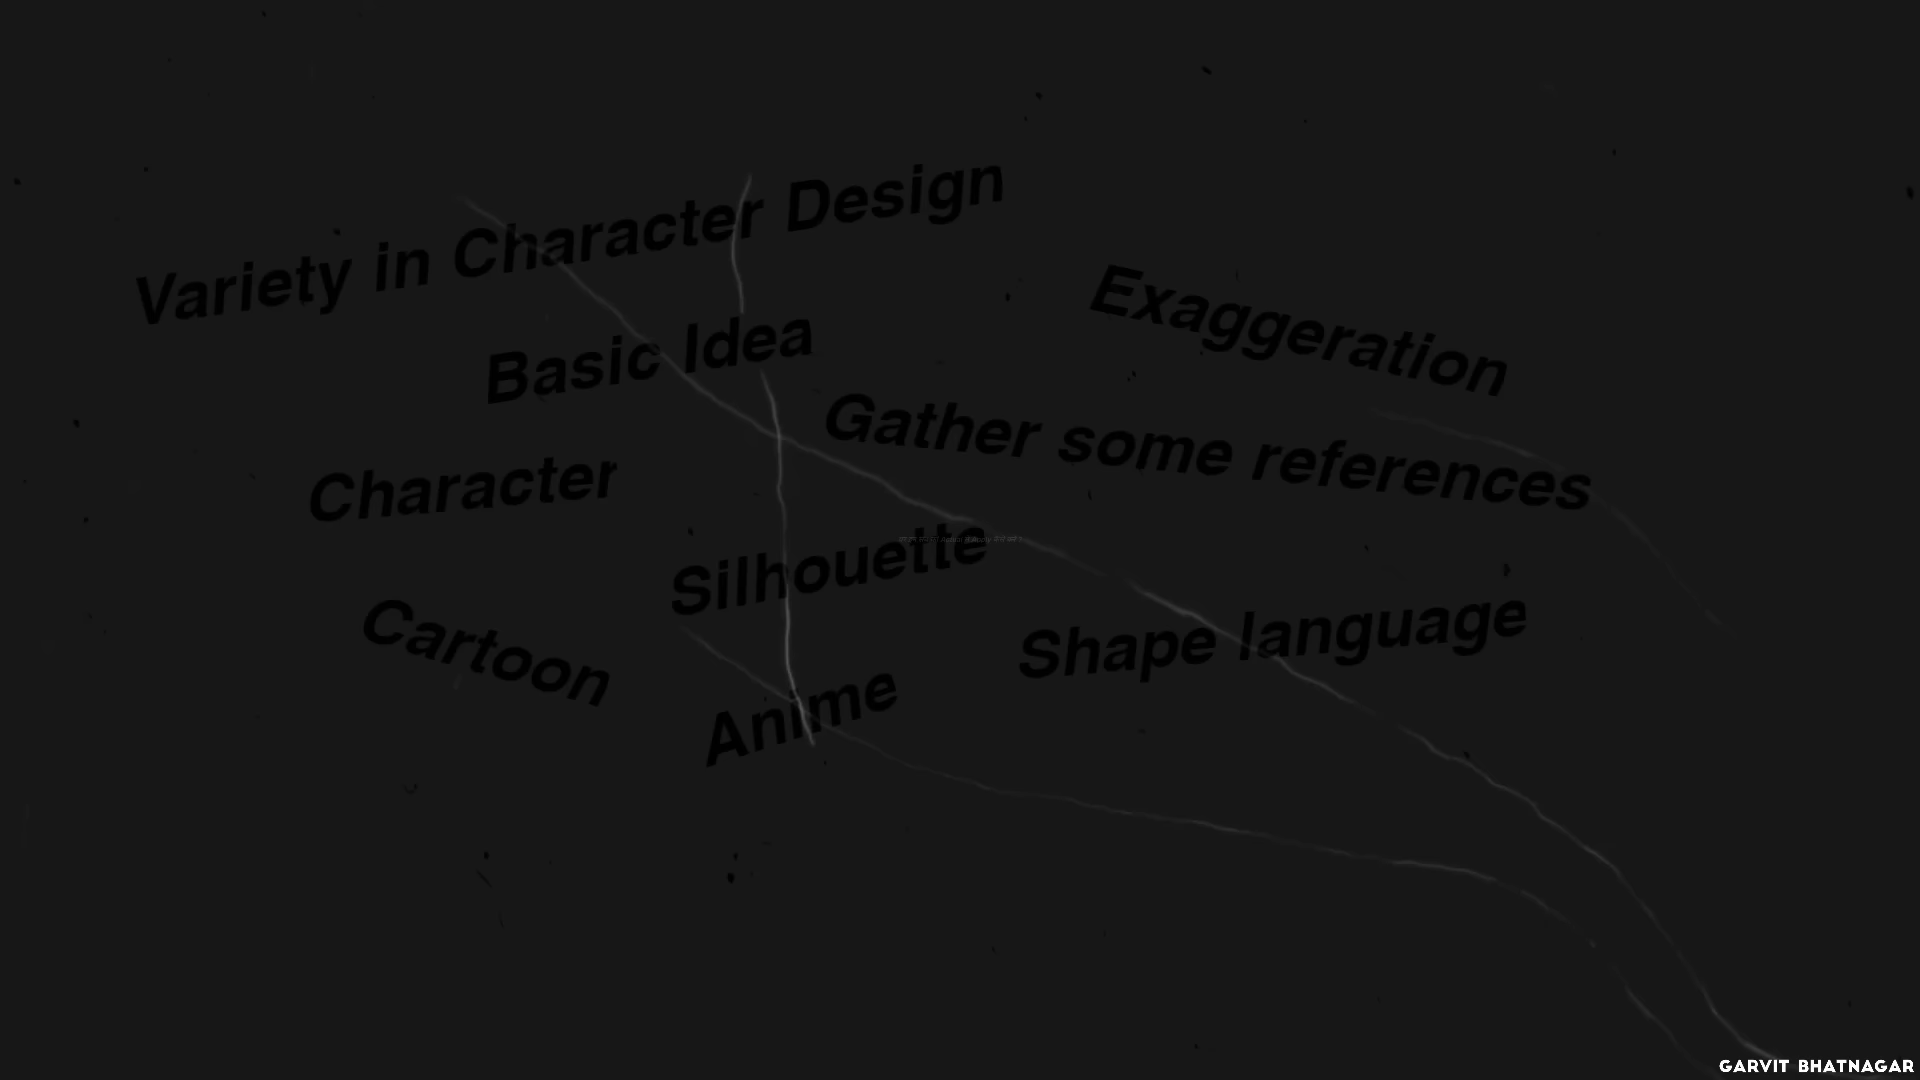 Variety in Character Design
Exaggeration
Basic Idea
Gather some references
Character
Silhouette
Shape language
Cartoon
Anime
GARVIT BHATNAGAR